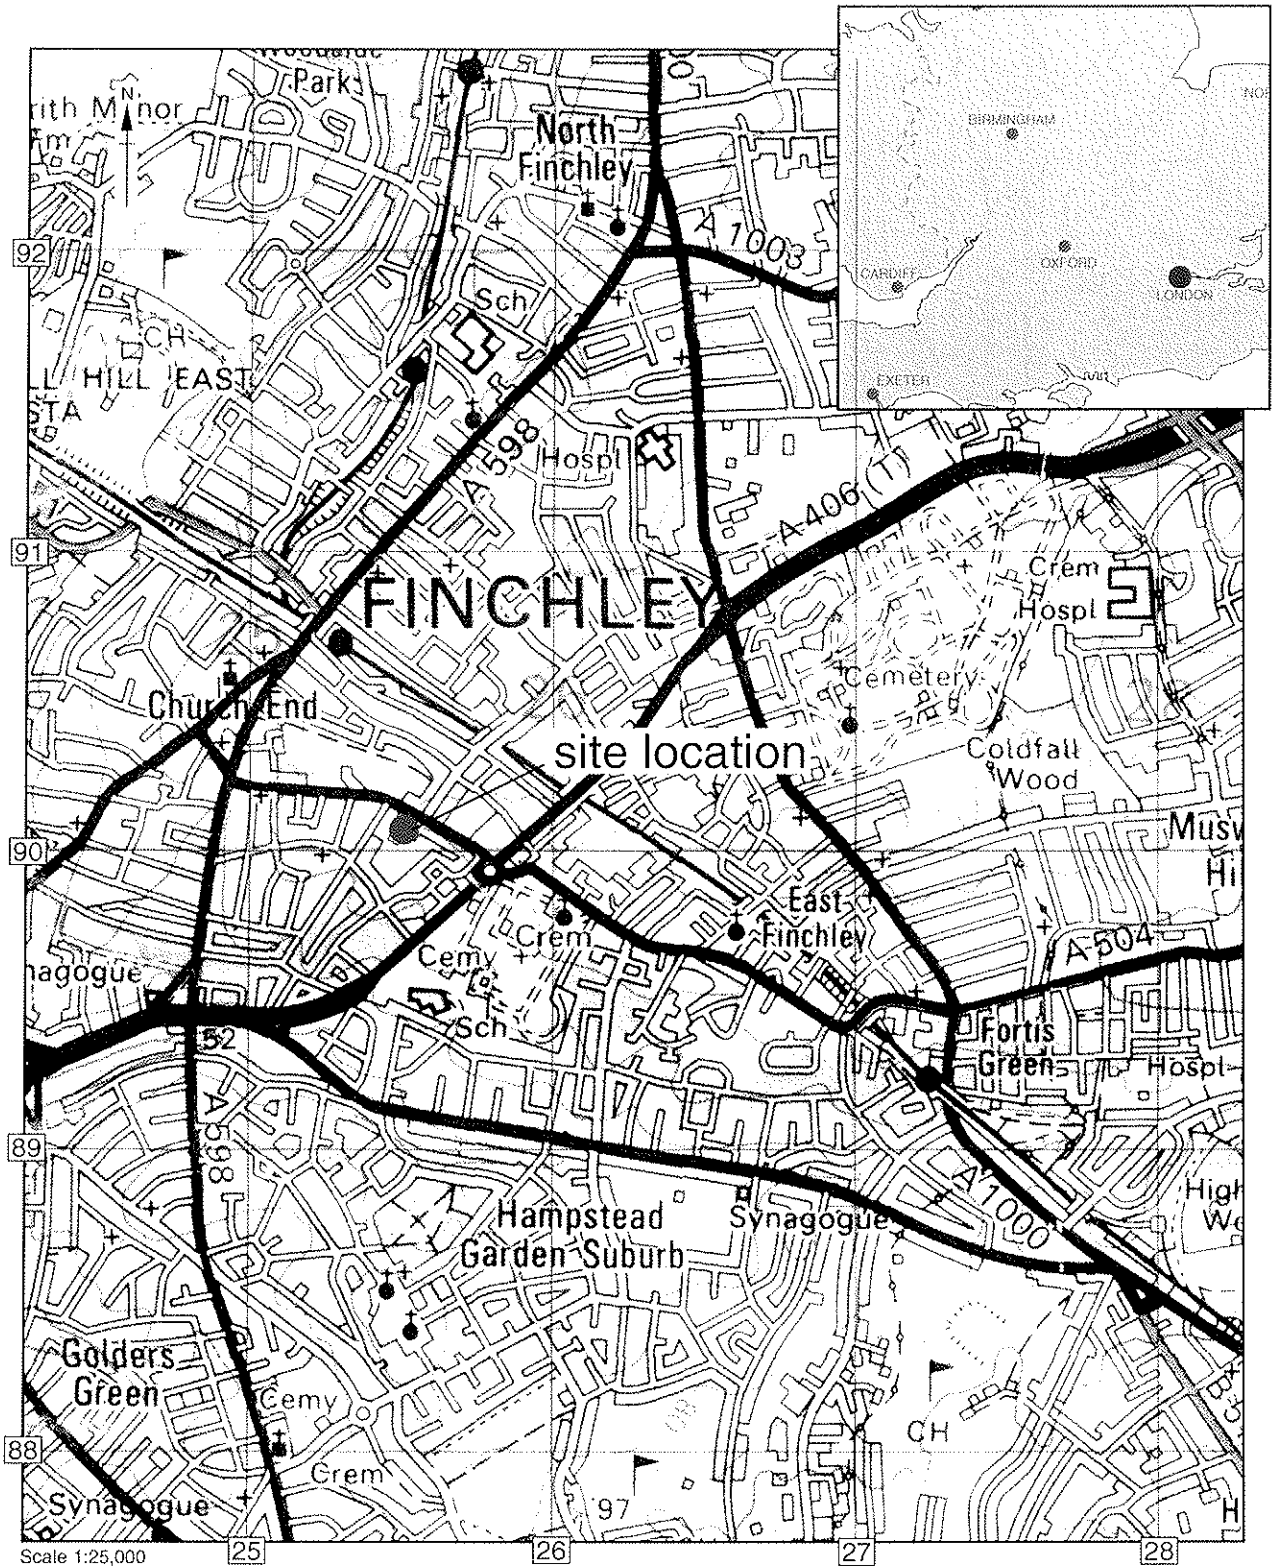 Park
N
North
Finchley
A 1003
92
Sch
CH
HILL EAST
STA
A 598
Hospl
A 406 (T)
91
FINCHLEY
Crem
Hospl
Cemetery
Church End
site location
Coldfall
Wood
90
East
Finchley
Crem
Cemy
A 504
Sch
52
Fortis
Green
Hospl
A 598 T
89
A 1000
Hampstead
Garden Suburb
Synagogue
Golders
Green
Cemy
CH
88
Crem
Synagogue
97
Scale 1:25,000
25
26
27
28
BIRMINGHAM
OXFORD
CARDIFF
LONDON
EXETER